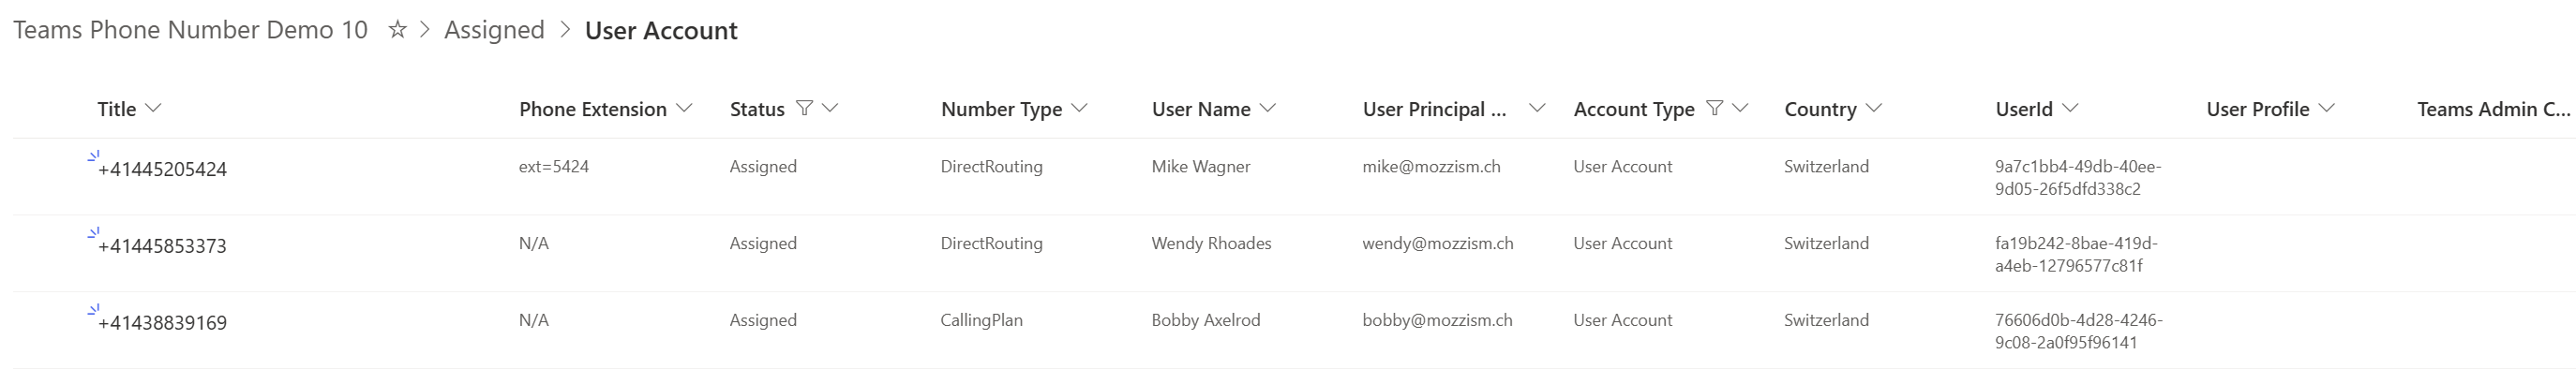 Teams Phone Number Demo 10 > Assigned > User Account
Title Phone Extension Status Number Type User Name User Principal ... Account Type Country UserId User Profile Teams Admin C...
+41445205424 ext=5424 Assigned DirectRouting Mike Wagner mike@mozzism.ch User Account Switzerland 9a7c1bb4-49db-40ee-
9d05-26f5dfd338c2
+41445853373 N/A Assigned DirectRouting Wendy Rhoades wendy@mozzism.ch User Account Switzerland fa19b242-8bae-419d-
a4eb-12796577c81f
+41438839169 N/A Assigned CallingPlan Bobby Axelrod bobby@mozzism.ch User Account Switzerland 76606d0b-4d28-4246-
9c08-2a0f95f96141